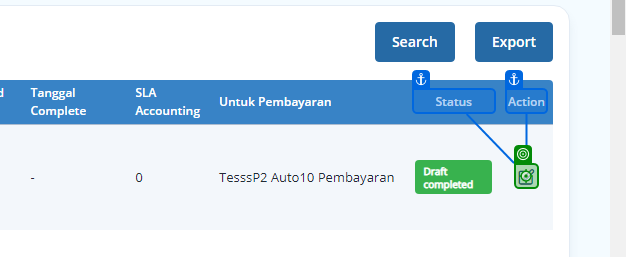 Search Export
d Tanggal Complete SLA Accounting Untuk Pembayaran Status Action
- 0 TesssP2 Auto10 Pembayaran Draft completed